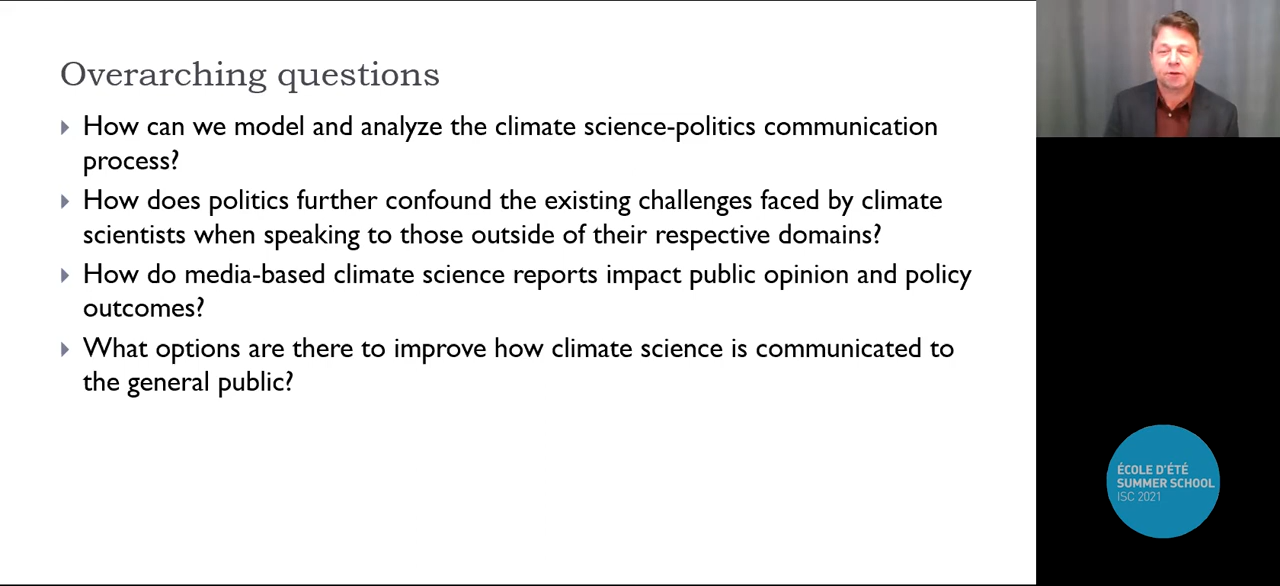 Overarching questions
How can we model and analyze the climate science-politics communication
process?
How does politics further confound the existing challenges faced by climate
scientists when speaking to those outside of their respective domains?
How do media-based climate science reports impact public opinion and policy
outcomes?
What options are there to improve how climate science is communicated to
the general public?
ÉCOLE D'ÉTÉ
SUMMER SCHOOL
ISC 2021